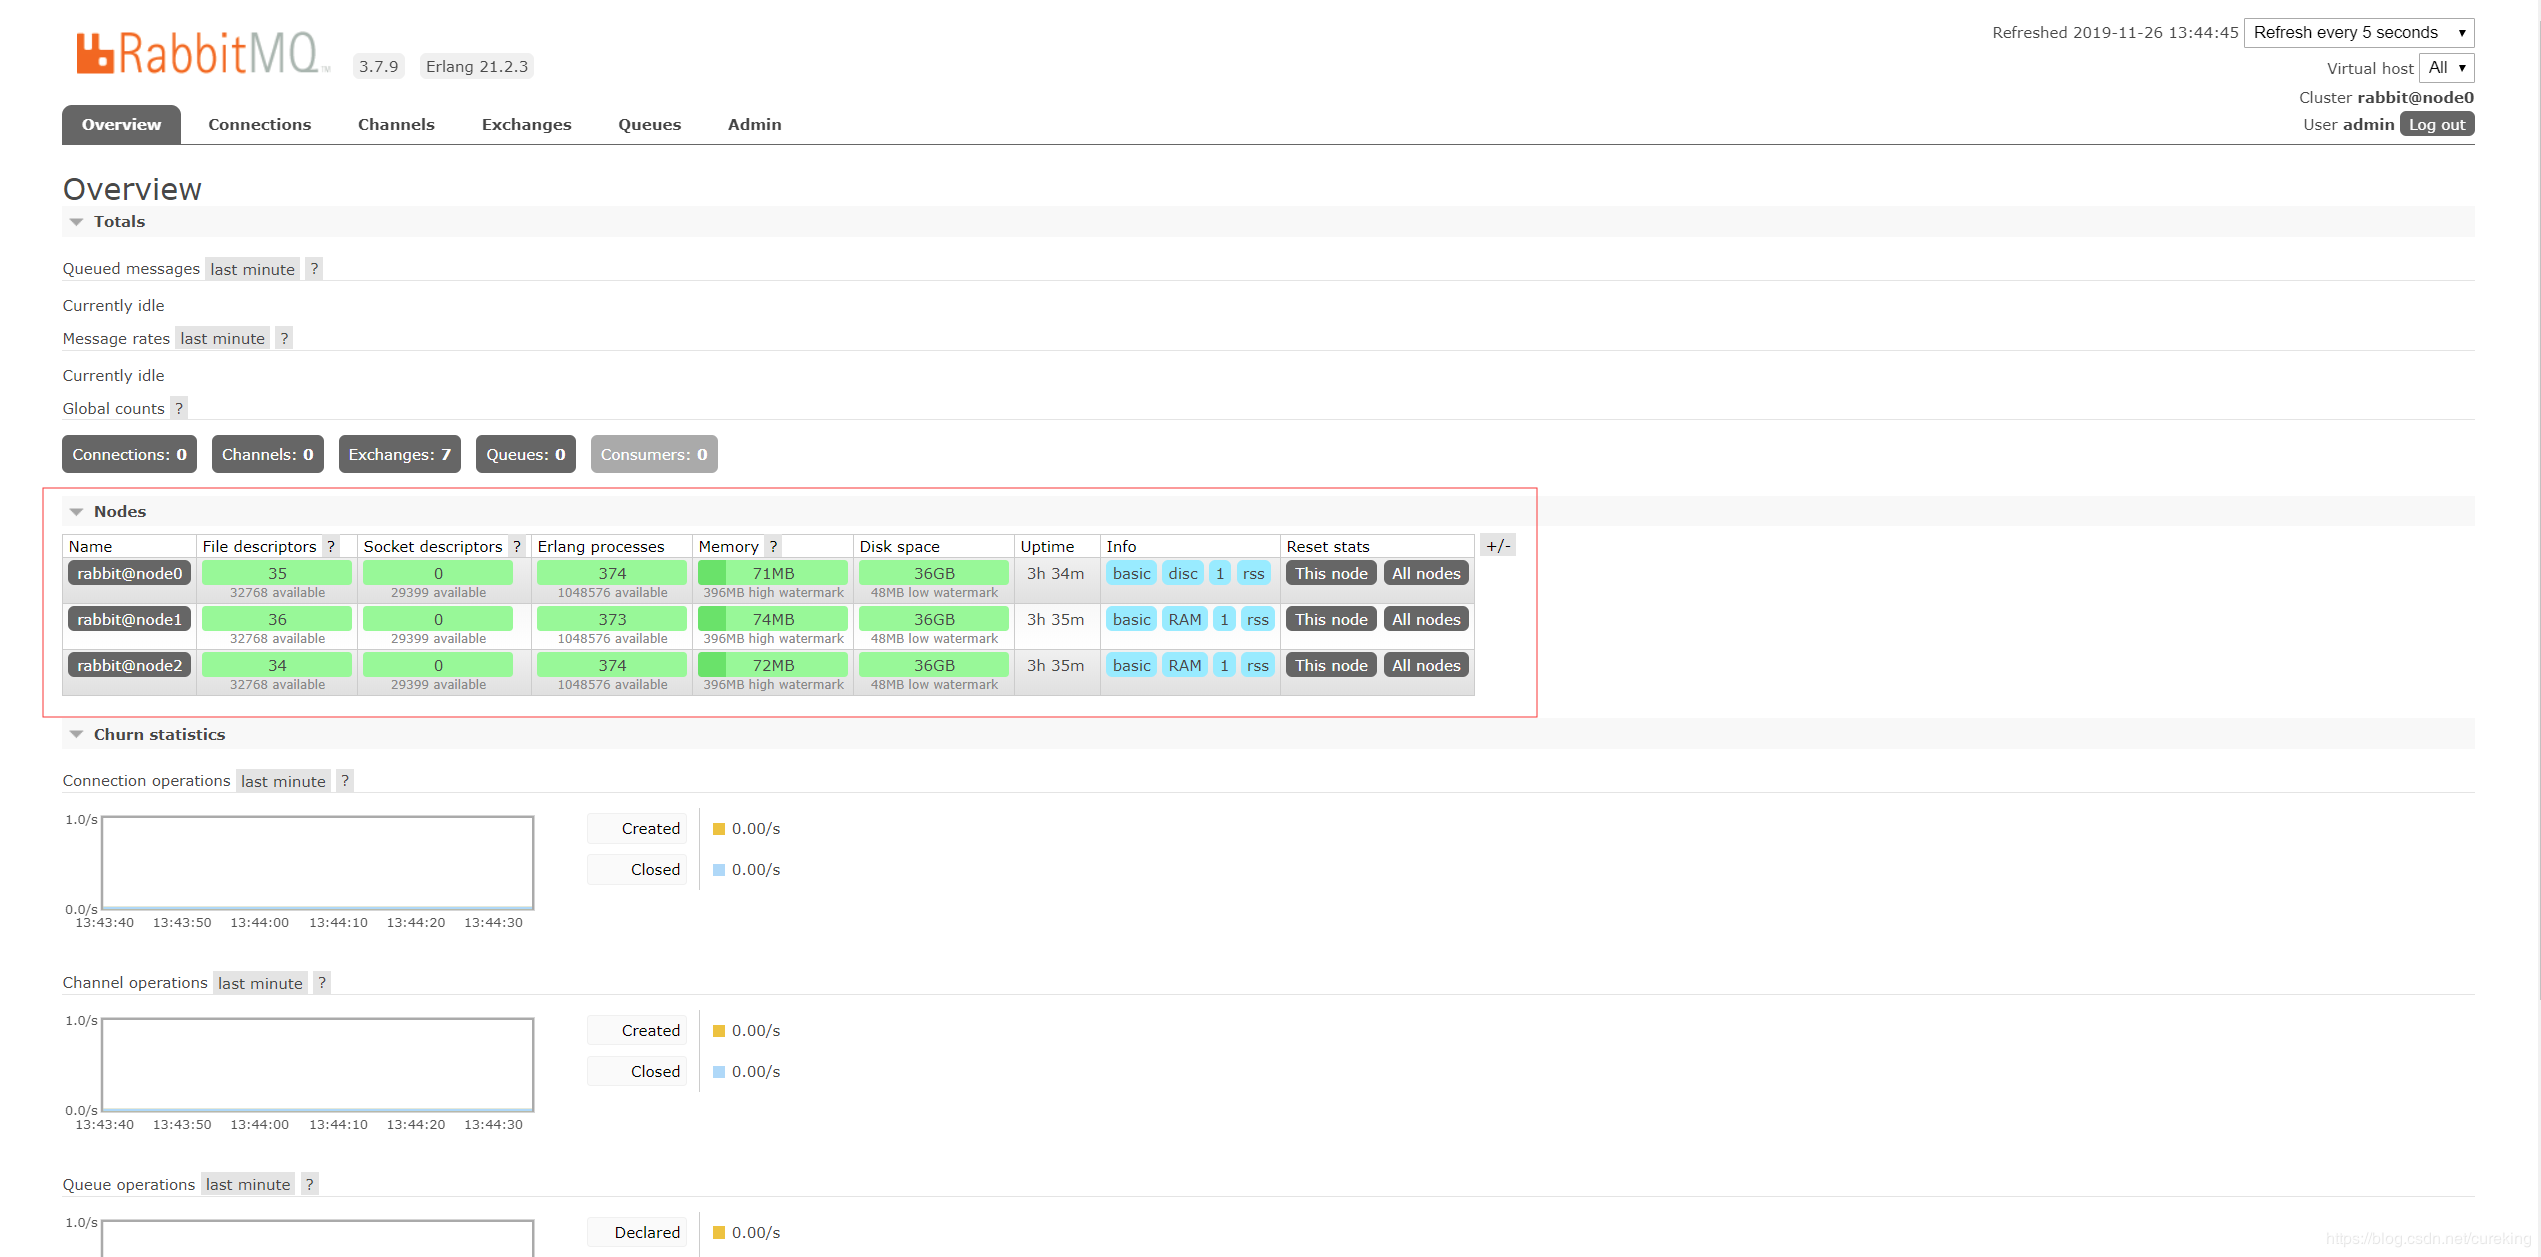 RabbitMQ TM 3.7.9 Erlang 21.2.3
Refreshed 2019-11-26 13:44:45 Refresh every 5 seconds
Virtual host All
Cluster rabbit@node0
User admin Log out
Overview Connections Channels Exchanges Queues Admin
Overview
Totals
Queued messages last minute ?
Currently idle
Message rates last minute ?
Currently idle
Global counts ?
Connections: 0 Channels: 0 Exchanges: 7 Queues: 0 Consumers: 0
Nodes
Name File descriptors ? Socket descriptors ? Erlang processes Memory ? Disk space Uptime Info Reset stats +/-
rabbit@node0 35 0 374 71MB 36GB 3h 34m basic disc 1 rss This node All nodes
32768 available 29399 available 1048576 available 396MB high watermark 48MB low watermark
rabbit@node1 36 0 373 74MB 36GB 3h 35m basic RAM 1 rss This node All nodes
32768 available 29399 available 1048576 available 396MB high watermark 48MB low watermark
rabbit@node2 34 0 374 72MB 36GB 3h 35m basic RAM 1 rss This node All nodes
32768 available 29399 available 1048576 available 396MB high watermark 48MB low watermark
Churn statistics
Connection operations last minute ?
1.0/s
Created 0.00/s
Closed 0.00/s
0.0/s
13:43:40 13:43:50 13:44:00 13:44:10 13:44:20 13:44:30
Channel operations last minute ?
1.0/s
Created 0.00/s
Closed 0.00/s
0.0/s
13:43:40 13:43:50 13:44:00 13:44:10 13:44:20 13:44:30
Queue operations last minute ?
1.0/s
Declared 0.00/s
https://blog.csdn.net/cureking